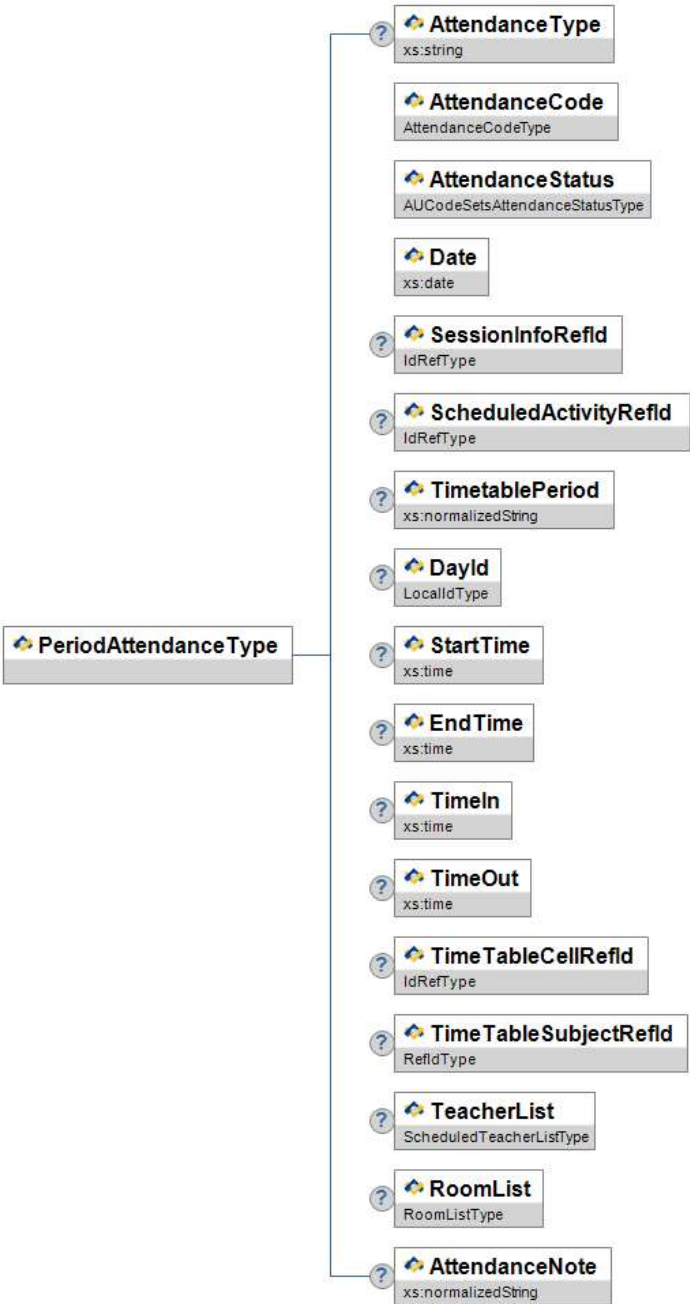 ? AttendanceType
xs:string
AttendanceCode
AttendanceCodeType
AttendanceStatus
AUCodeSetsAttendanceStatusType
Date
xs:date
? SessionInfoRefId
IdRefType
? ScheduledActivityRefId
IdRefType
? TimetablePeriod
xs:normalizedString
? DayId
LocalIdType
PeriodAttendanceType
? StartTime
xs:time
? EndTime
xs:time
? TimeIn
xs:time
? TimeOut
xs:time
? TimeTableCellRefId
IdRefType
? TimeTableSubjectRefId
RefIdType
? TeacherList
ScheduledTeacherListType
? RoomList
RoomListType
? AttendanceNote
xs:normalizedString